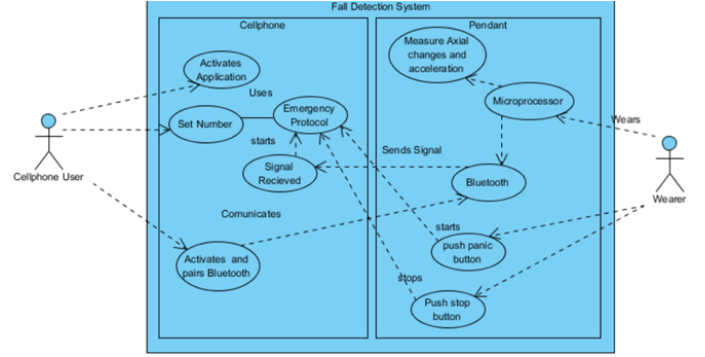 Fall Detection System
Cellphone
Pendant
Activates
Application
Measure Axial
changes and
acceleration
Uses
Set Number
Emergency
Protocol
Microprocessor
Wears
starts
Sends Signal
Signal
Recieved
Bluetooth
Cellphone User
Wearer
Comunicates
starts
push panic
button
Activates and
pairs Bluetooth
stops
Push stop
button